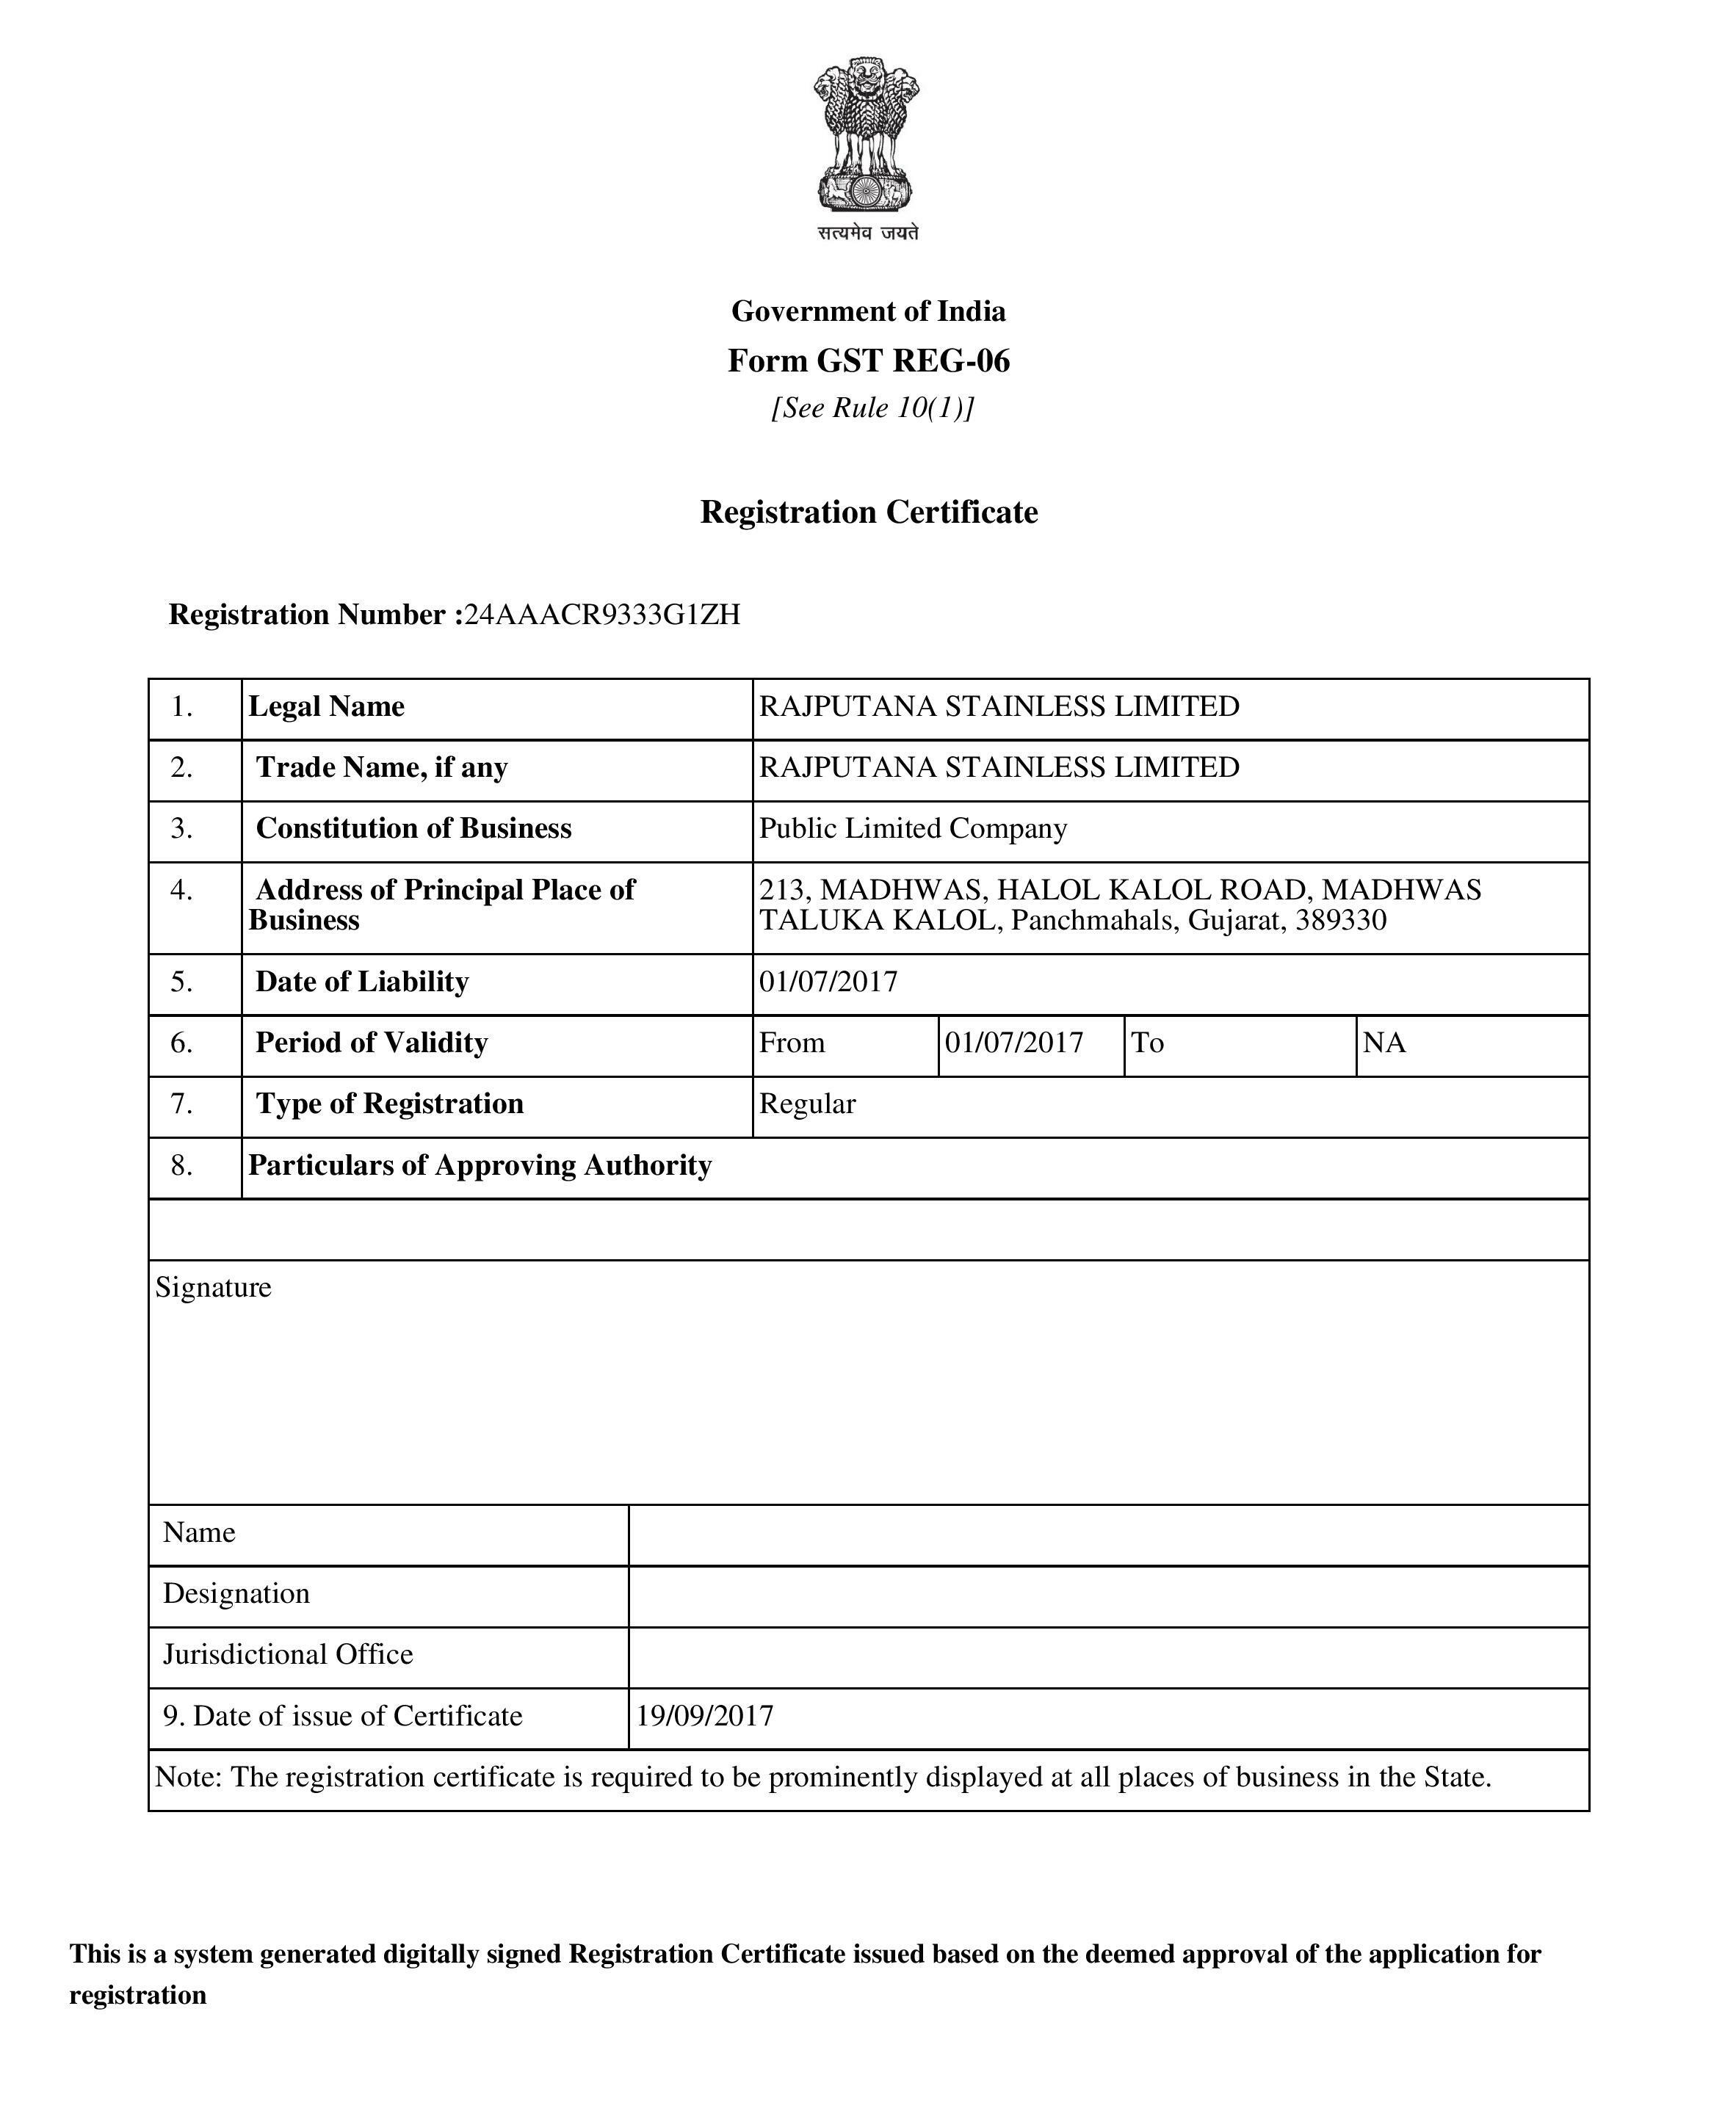 सत्यमेव जयते
Government of India
Form GST REG-06
[See Rule 10(1)]
Registration Certificate
Registration Number :24AAACR9333G1ZH
1. Legal Name RAJPUTANA STAINLESS LIMITED
2. Trade Name, if any RAJPUTANA STAINLESS LIMITED
3. Constitution of Business Public Limited Company
4. Address of Principal Place of 213, MADHWAS, HALOL KALOL ROAD, MADHWAS
Business TALUKA KALOL, Panchmahals, Gujarat, 389330
5. Date of Liability 01/07/2017
6. Period of Validity From 01/07/2017 To NA
7. Type of Registration Regular
8. Particulars of Approving Authority
Signature
Name
Designation
Jurisdictional Office
9. Date of issue of Certificate 19/09/2017
Note: The registration certificate is required to be prominently displayed at all places of business in the State.
This is a system generated digitally signed Registration Certificate issued based on the deemed approval of the application for
registration